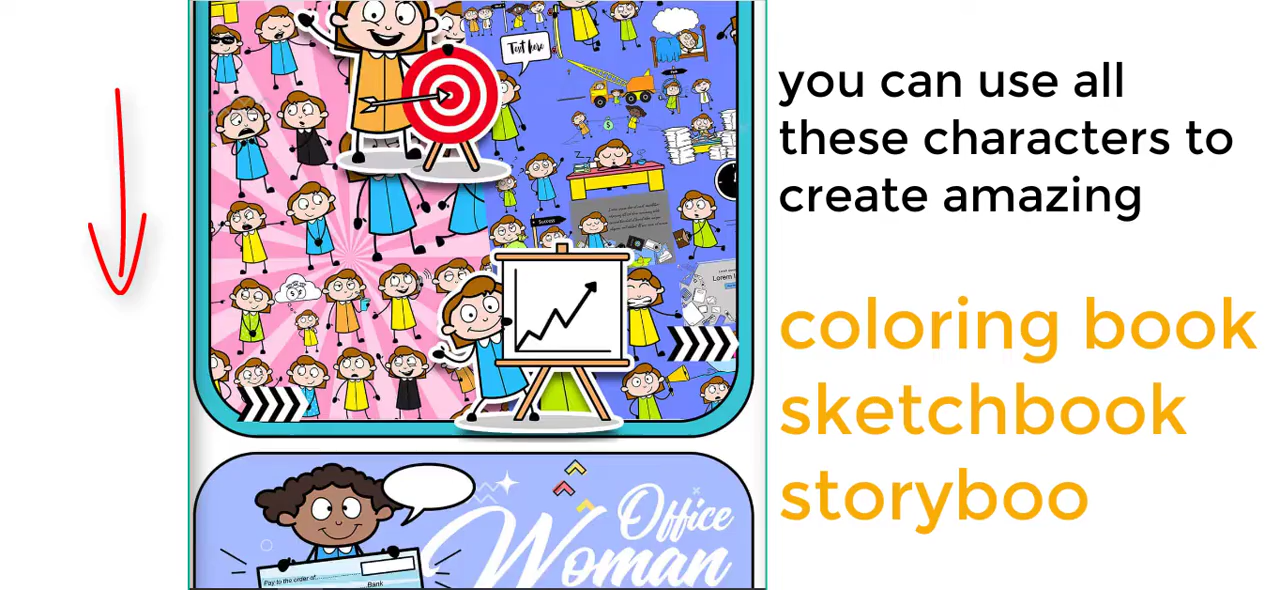 Text here
Success
you can use all
these characters to
create amazing
coloring book
sketchbook
storyboo
Office
Woman
Pay to the order of
Bank